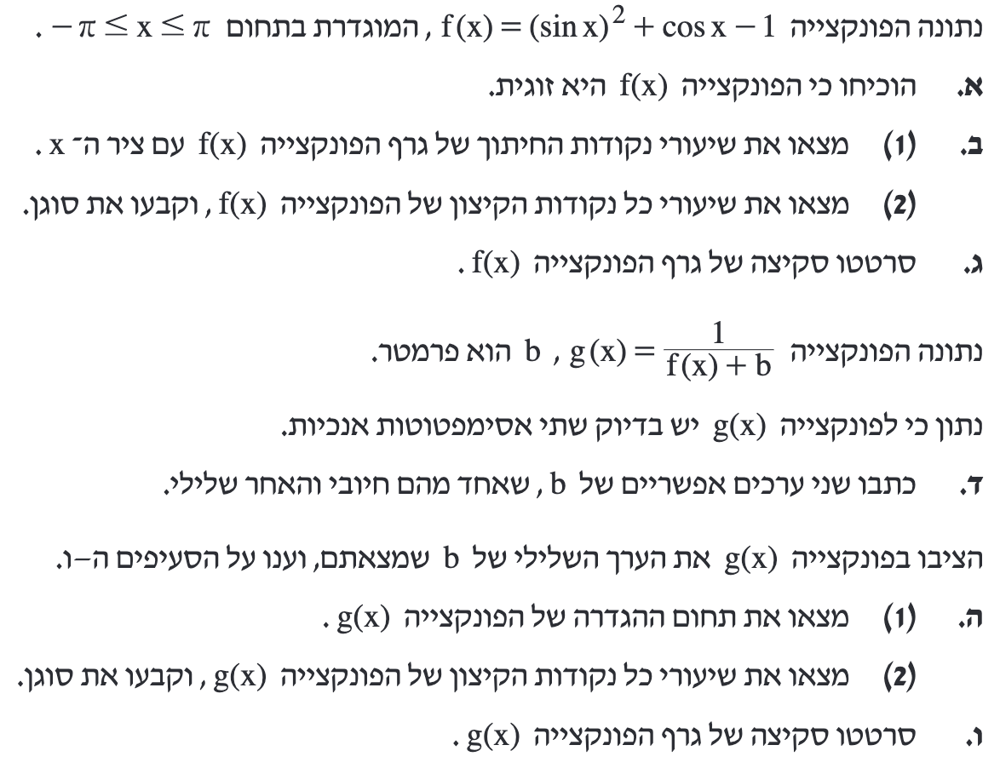 נתונה הפונקצייה f(x) = (sin x)² + cos x − 1 , המוגדרת בתחום −π ≤ x ≤ π .
א. הוכיחו כי הפונקצייה f(x) היא זוגית.
ב. (1) מצאו את שיעורי נקודות החיתוך של גרף הפונקצייה f(x) עם ציר ה־ x .
(2) מצאו את שיעורי כל נקודות הקיצון של הפונקצייה f(x) , וקבעו את סוגן.
ג. סרטטו סקיצה של גרף הפונקצייה f(x) .
נתונה הפונקצייה g(x) = 1/(f(x) + b) , b הוא פרמטר.
נתון כי לפונקצייה g(x) יש בדיוק שתי אסימפטוטות אנכיות.
ד. כתבו שני ערכים אפשריים של b , שאחד מהם חיובי והאחר שלילי.
הציבו בפונקצייה g(x) את הערך השלילי של b שמצאתם, וענו על הסעיפים ה–ו.
ה. (1) מצאו את תחום ההגדרה של הפונקצייה g(x) .
(2) מצאו את שיעורי כל נקודות הקיצון של הפונקצייה g(x) , וקבעו את סוגן.
ו. סרטטו סקיצה של גרף הפונקצייה g(x) .